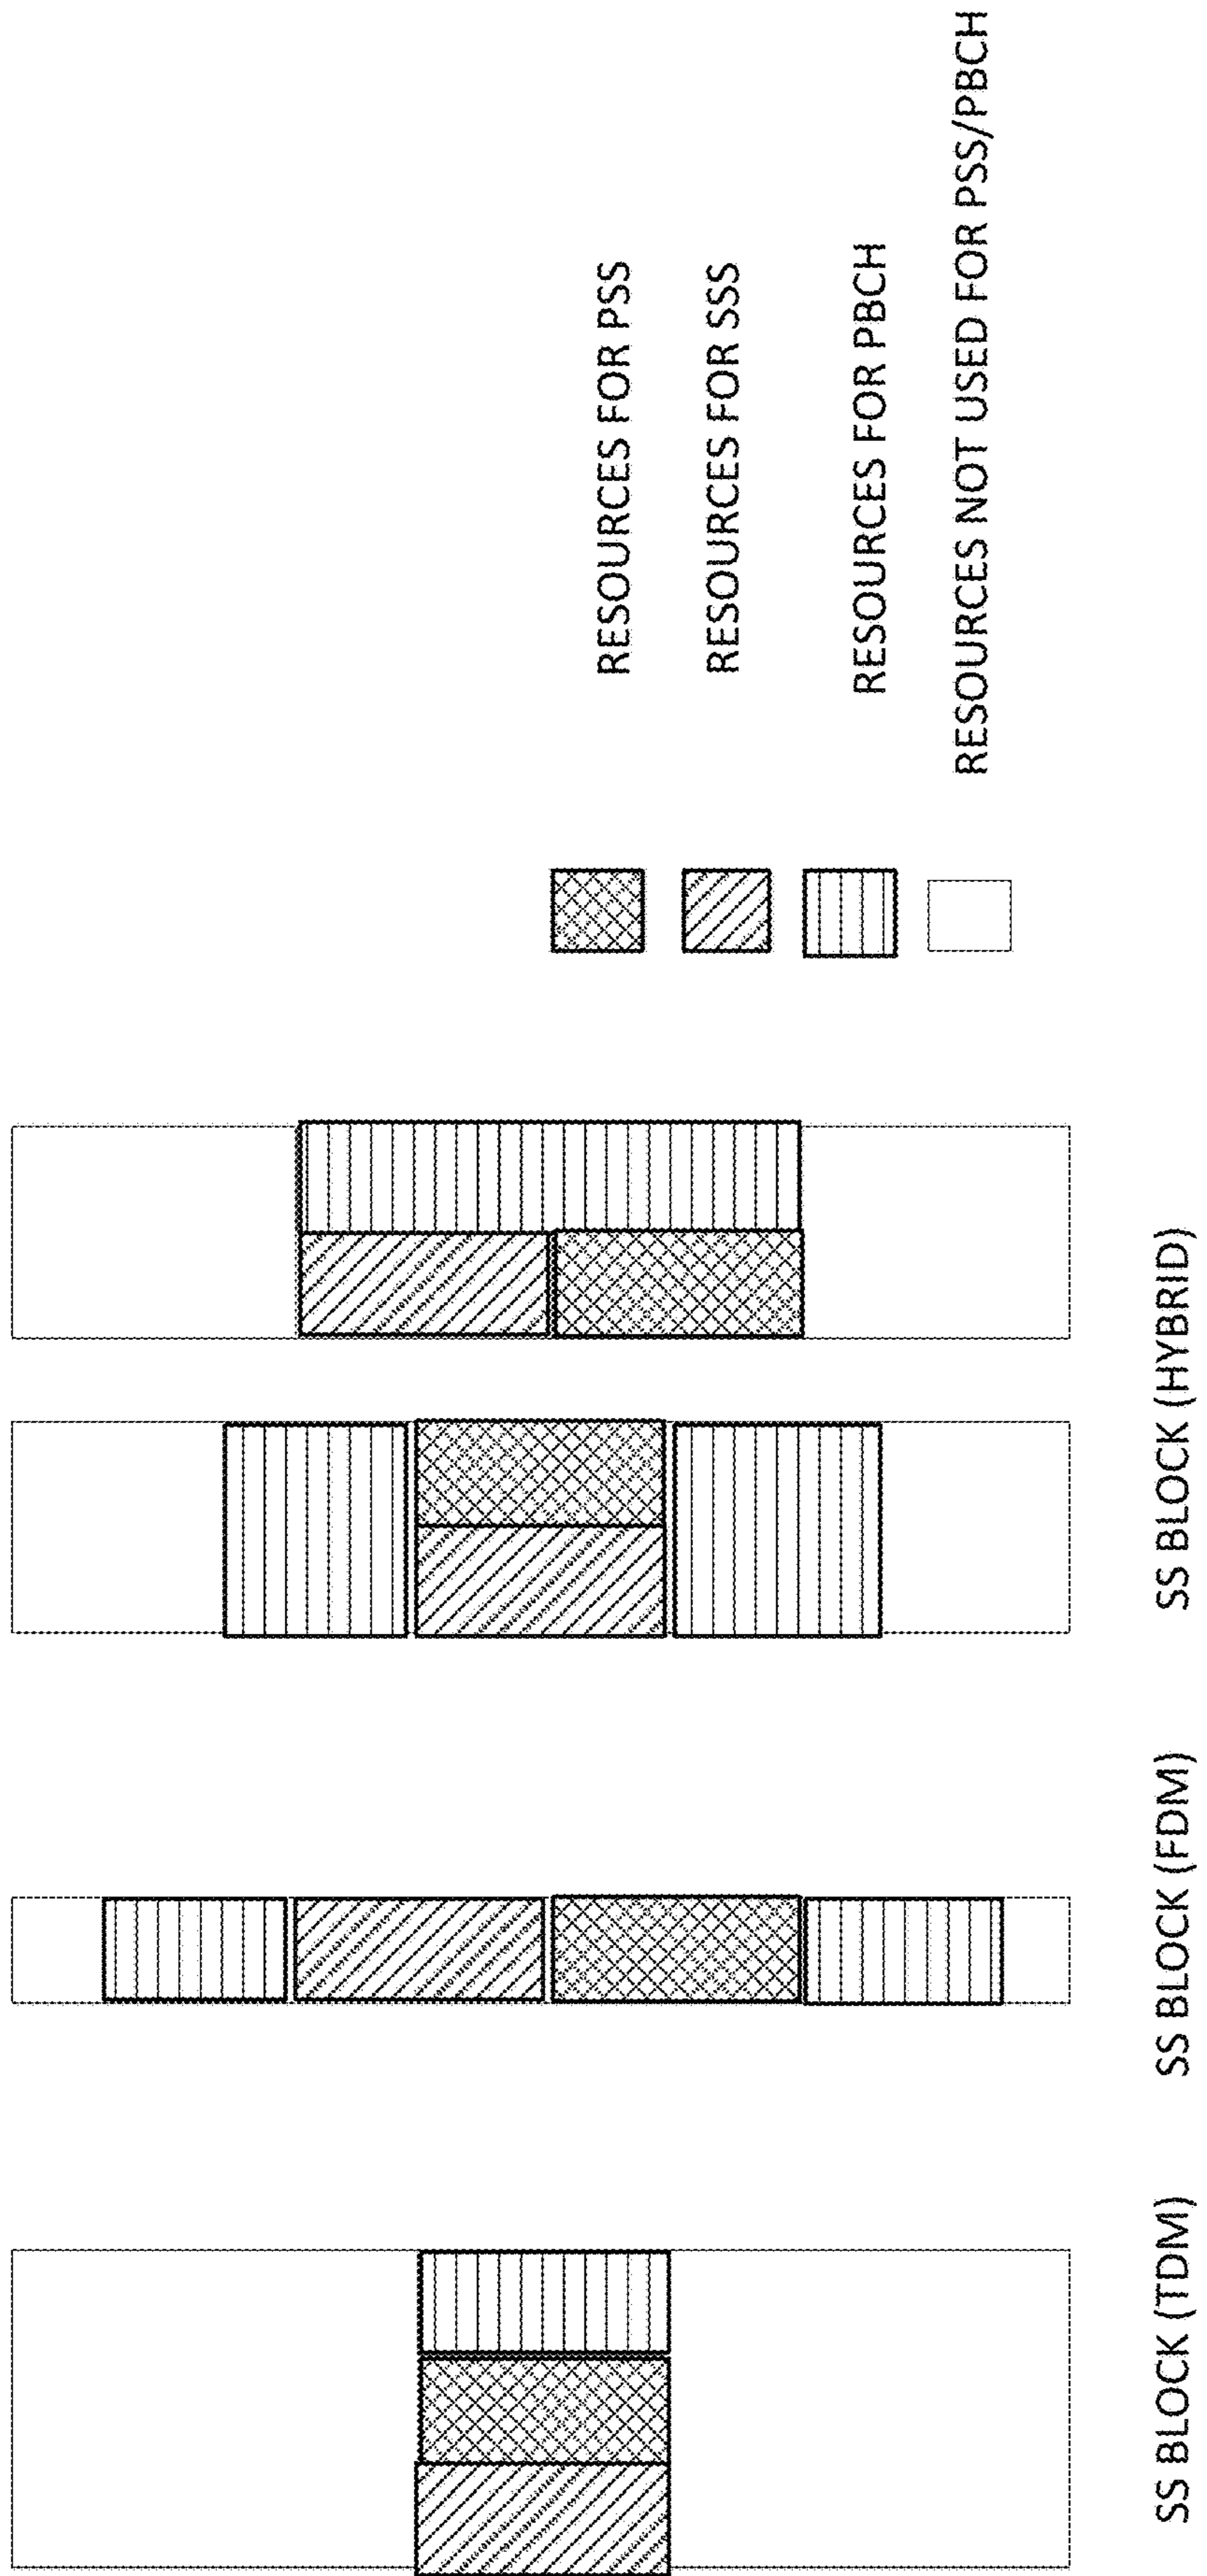 SS BLOCK (TDM)
SS BLOCK (FDM)
SS BLOCK (HYBRID)
RESOURCES FOR PSS
RESOURCES FOR SSS
RESOURCES FOR PBCH
RESOURCES NOT USED FOR PSS/PBCH